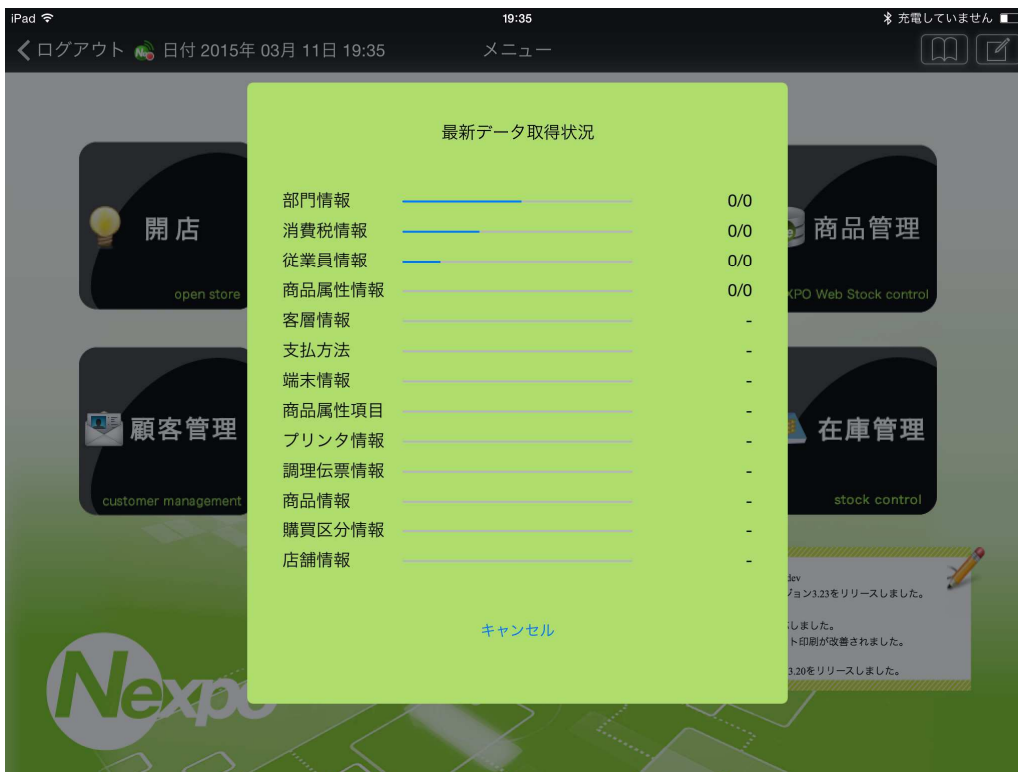 iPad 19:35 充電していません
ログアウト 日付 2015年 03月 11日 19:35 メニュー
最新データ取得状況
部門情報 0/0
消費税情報 0/0
従業員情報 0/0
商品属性情報 0/0
客層情報 -
支払方法 -
端末情報 -
商品属性項目 -
プリンタ情報 -
調理伝票情報 -
商品情報 -
購買区分情報 -
店舗情報 -
キャンセル
開店
open store
商品管理
XPO Web Stock control
顧客管理
customer management
在庫管理
stock control
dev
ジョン3.23をリリースしました。
しました。
ト印刷が改善されました。
3.20をリリースしました。
Nexpo